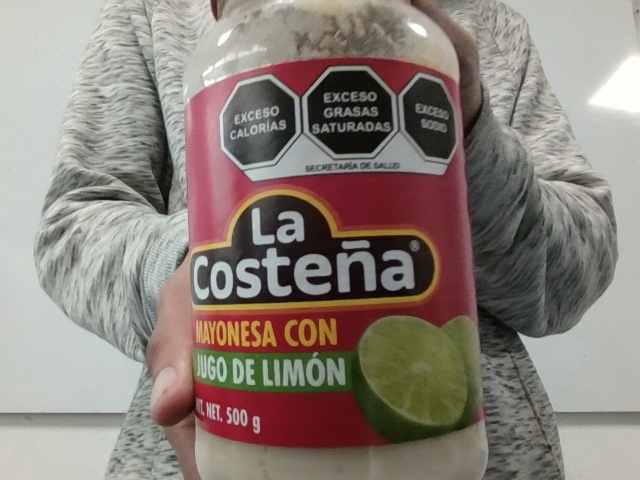 EXCESO
CALORÍAS
EXCESO
GRASAS
SATURADAS
EXCESO
SODIO
SECRETARÍA DE SALUD
La
Costeña®
MAYONESA CON
JUGO DE LIMÓN
NET. 500 g